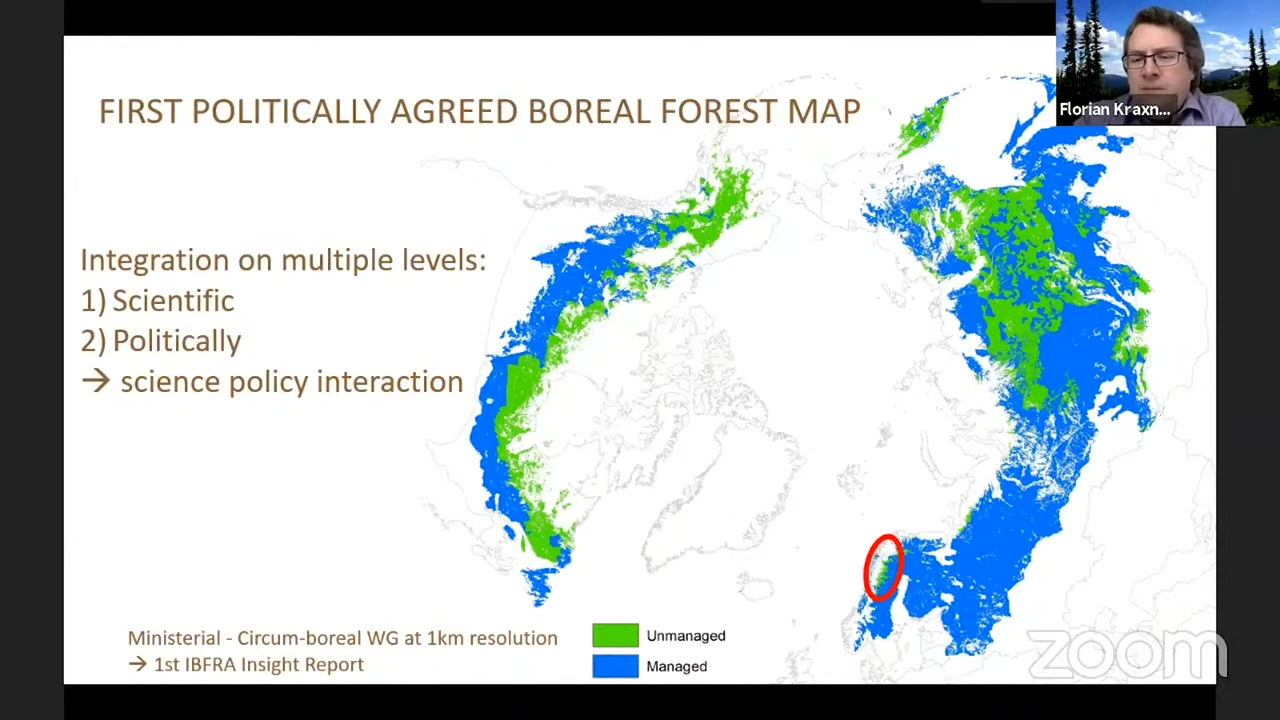 Florian Kraxn...
FIRST POLITICALLY AGREED BOREAL FOREST MAP
Integration on multiple levels:
1) Scientific
2) Politically
→ science policy interaction
Ministerial - Circum-boreal WG at 1km resolution
→ 1st IBFRA Insight Report
Unmanaged
Managed
zoom